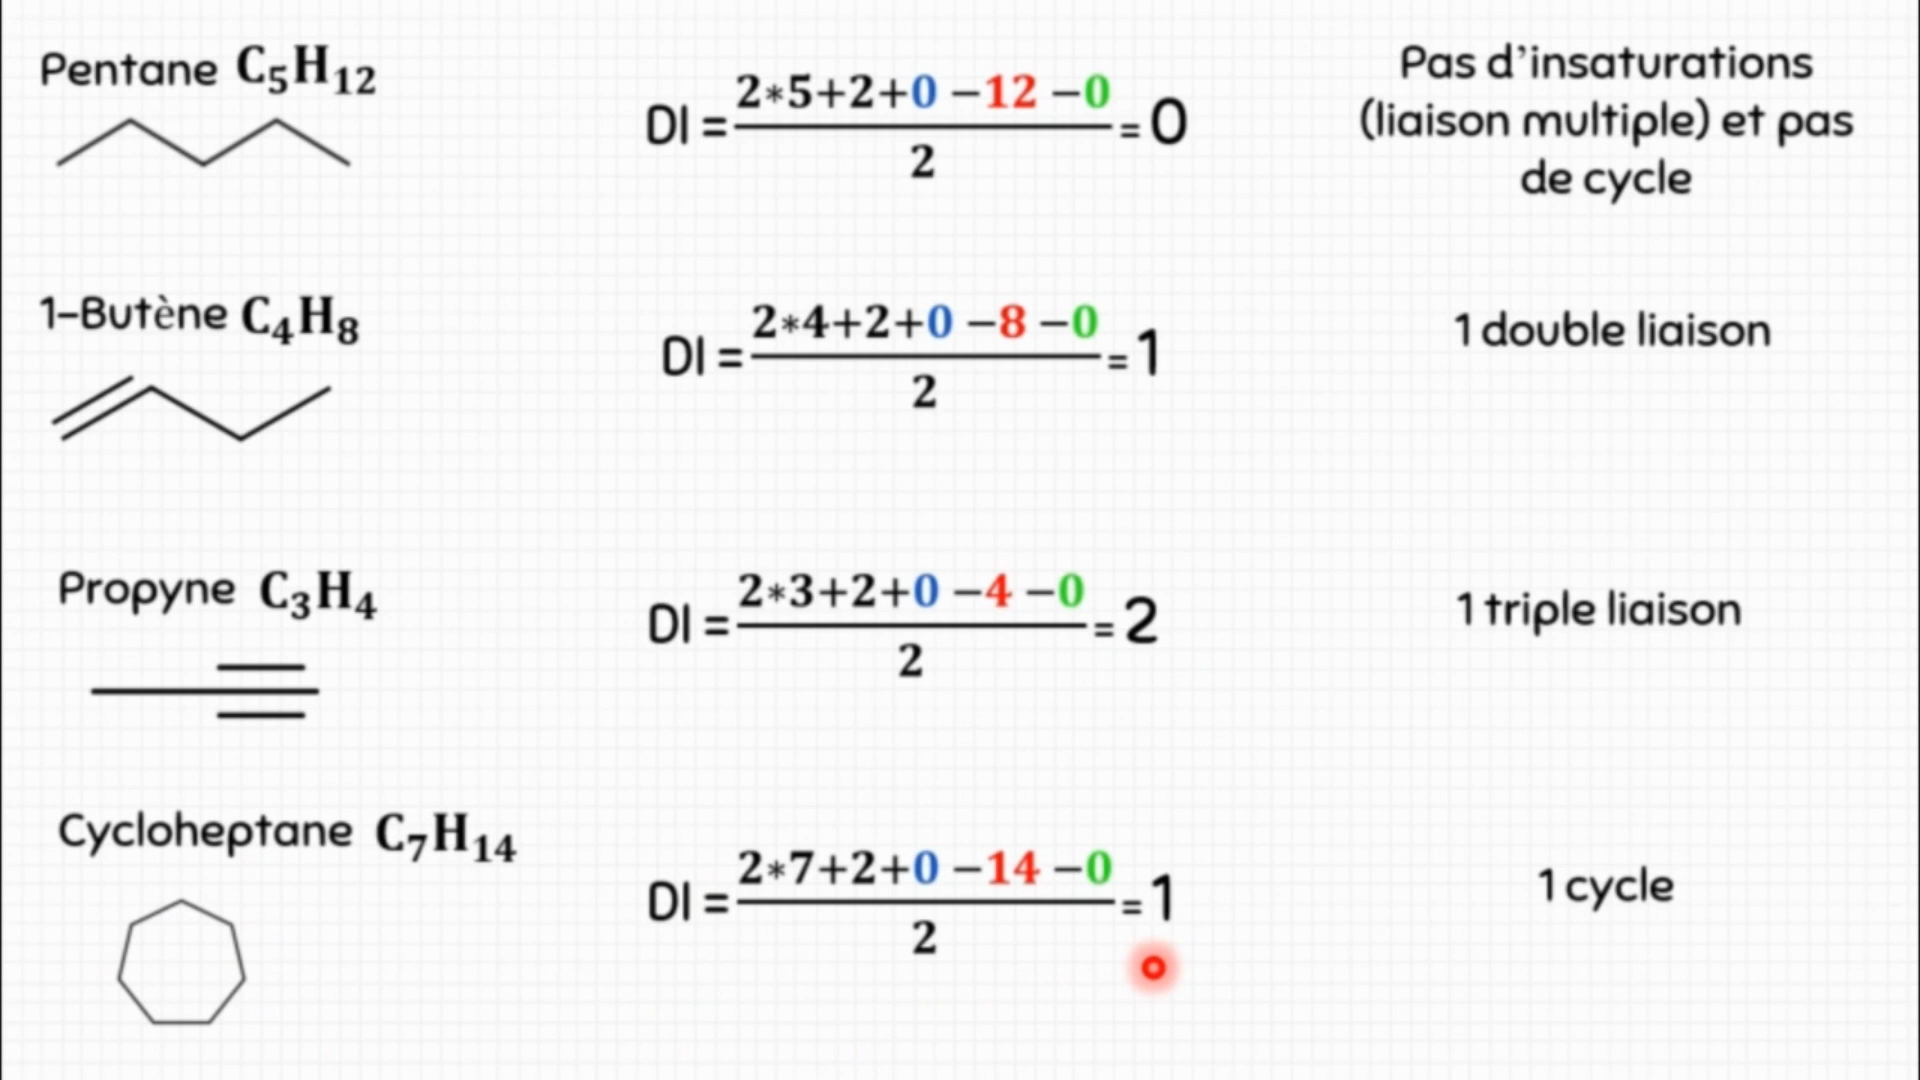 Pentane C₅H₁₂
DI = (2*5+2+0 −12 −0)/2 = 0
Pas d’insaturations
(liaison multiple) et pas
de cycle
1-Butène C₄H₈
DI = (2*4+2+0 −8 −0)/2 = 1
1 double liaison
Propyne C₃H₄
DI = (2*3+2+0 −4 −0)/2 = 2
1 triple liaison
Cycloheptane C₇H₁₄
DI = (2*7+2+0 −14 −0)/2 = 1
1 cycle